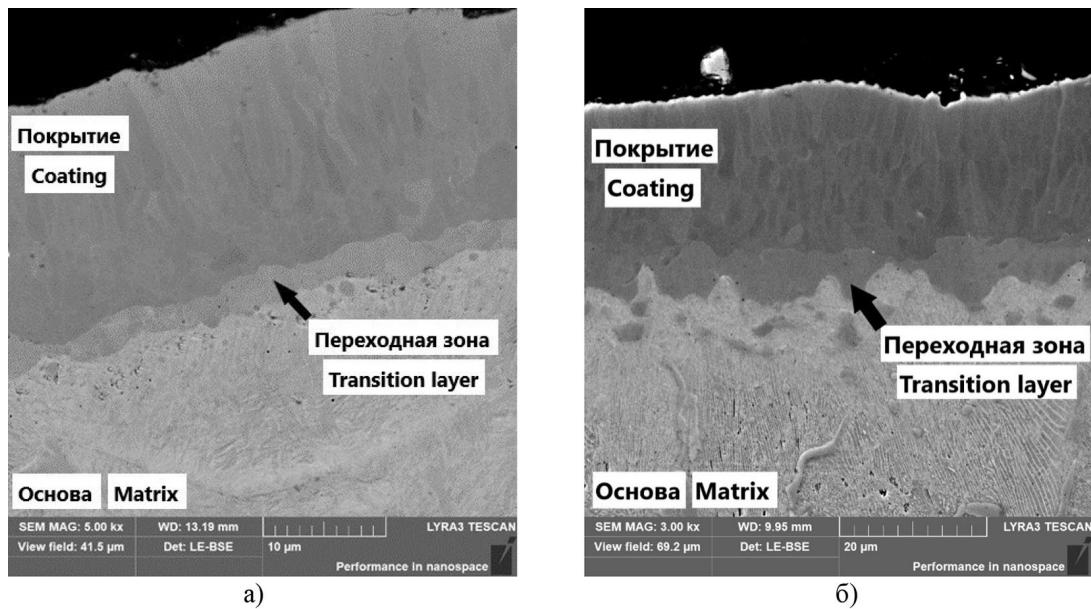 Покрытие
Coating
Переходная зона
Transition layer
Основа Matrix
SEM MAG: 5.00 kx WD: 13.19 mm LYRA3 TESCAN
View field: 41.5 µm Det: LE-BSE 10 µm
Performance in nanospace
а)
Покрытие
Coating
Переходная зона
Transition layer
Основа Matrix
SEM MAG: 3.00 kx WD: 9.95 mm LYRA3 TESCAN
View field: 69.2 µm Det: LE-BSE 20 µm
Performance in nanospace
б)